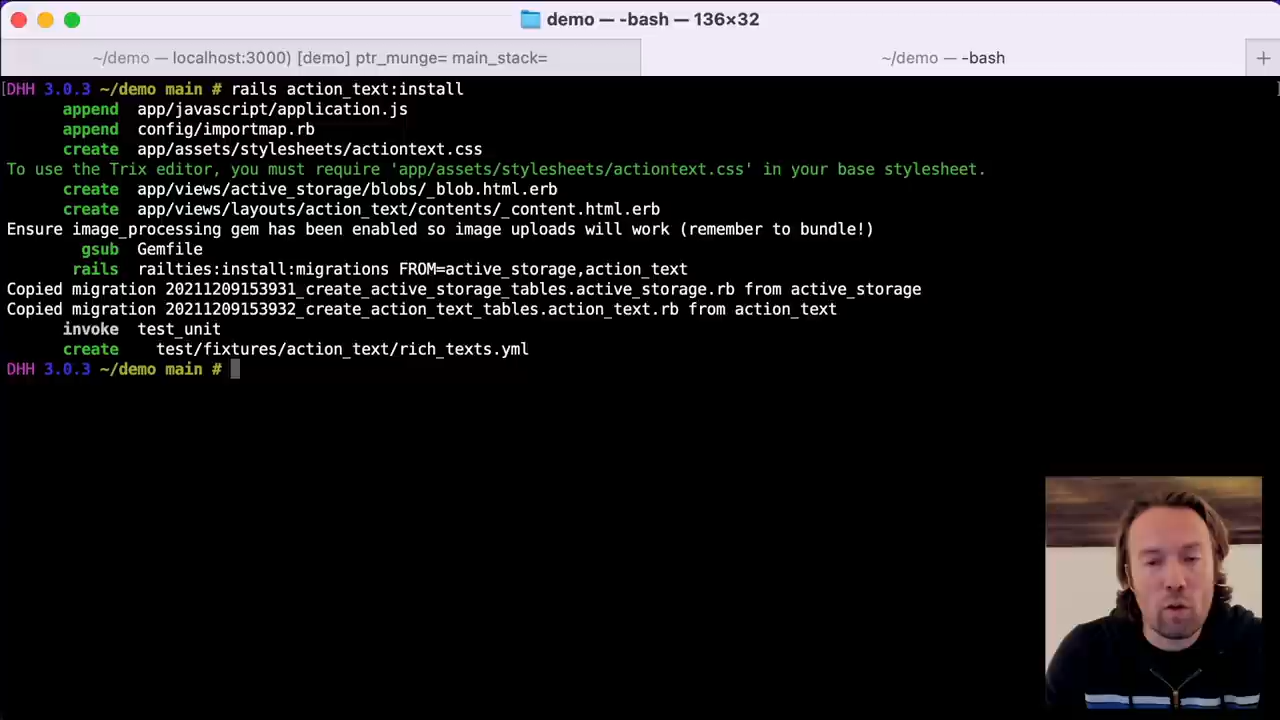 demo — -bash — 136×32
~/demo — localhost:3000) [demo] ptr_munge= main_stack=
~/demo — -bash
[DHH 3.0.3 ~/demo main # rails action_text:install
append app/javascript/application.js
append config/importmap.rb
create app/assets/stylesheets/actiontext.css
To use the Trix editor, you must require 'app/assets/stylesheets/actiontext.css' in your base stylesheet.
create app/views/active_storage/blobs/_blob.html.erb
create app/views/layouts/action_text/contents/_content.html.erb
Ensure image_processing gem has been enabled so image uploads will work (remember to bundle!)
gsub Gemfile
rails railties:install:migrations FROM=active_storage,action_text
Copied migration 20211209153931_create_active_storage_tables.active_storage.rb from active_storage
Copied migration 20211209153932_create_action_text_tables.action_text.rb from action_text
invoke test_unit
create test/fixtures/action_text/rich_texts.yml
DHH 3.0.3 ~/demo main #